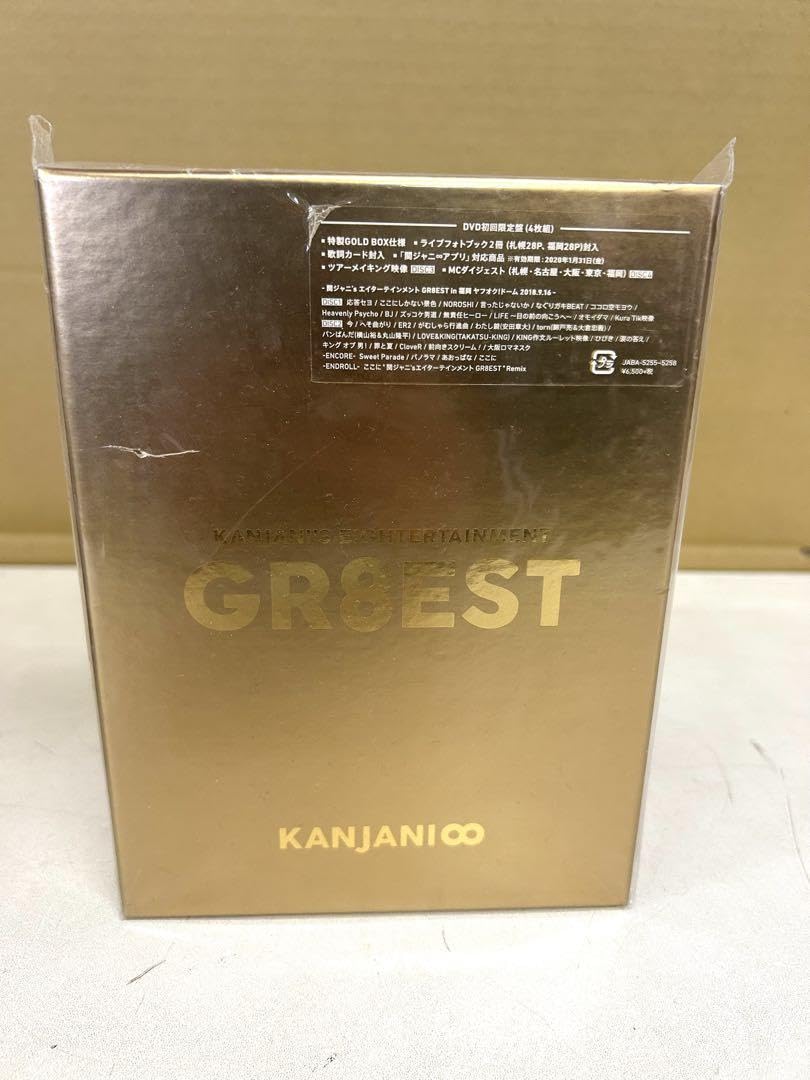 DVD初回限定盤(4枚組)
▪特製GOLD BOX仕様 ▪ライブフォトブック2冊(札幌28P、福岡28P)封入
▪歌詞カード封入 ▪「関ジャニ∞アプリ」対応商品 ※有効期限:2020年1月31日(金)
▪ツアーメイキング映像 DISC3 ▪MCダイジェスト(札幌・名古屋・大阪・東京・福岡) DISC4
- 関ジャニ'sエイターテインメント GR8EST in 福岡 ヤフオク!ドーム 2018.9.16 -
DISC1 応答セヨ / ここにしかない景色 / NOROSHI / 言ったじゃないか / なぐりガキBEAT / ココロ空モヨウ /
Heavenly Psycho / BJ / ズッコケ男道 / 無責任ヒーロー / LIFE ～目の前の向こうへ～ / オモイダマ / Kura Tik映像
DISC2 今 / へそ曲がり / ER2 / がむしゃら行進曲 / わたし鏡(安田章大) / torn(錦戸亮&大倉忠義) /
パンぱんだ(横山裕&丸山隆平) / LOVE&KING(TAKATSU-KING) / KING作文ルーレット映像 / ひびき / 涙の答え /
キング オブ 男! / 罪と夏 / CloveR / 前向きスクリーム! / 大阪ロマネスク
-ENCORE- Sweet Parade / パノラマ / あおっぱな / ここに
-ENDROLL- ここに"関ジャニ'sエイターテインメント GR8EST"Remix
JABA-5255~5258
¥6,500+税
KANJANI'S EIGHTERTAINMENT
GR8EST
KANJANI∞